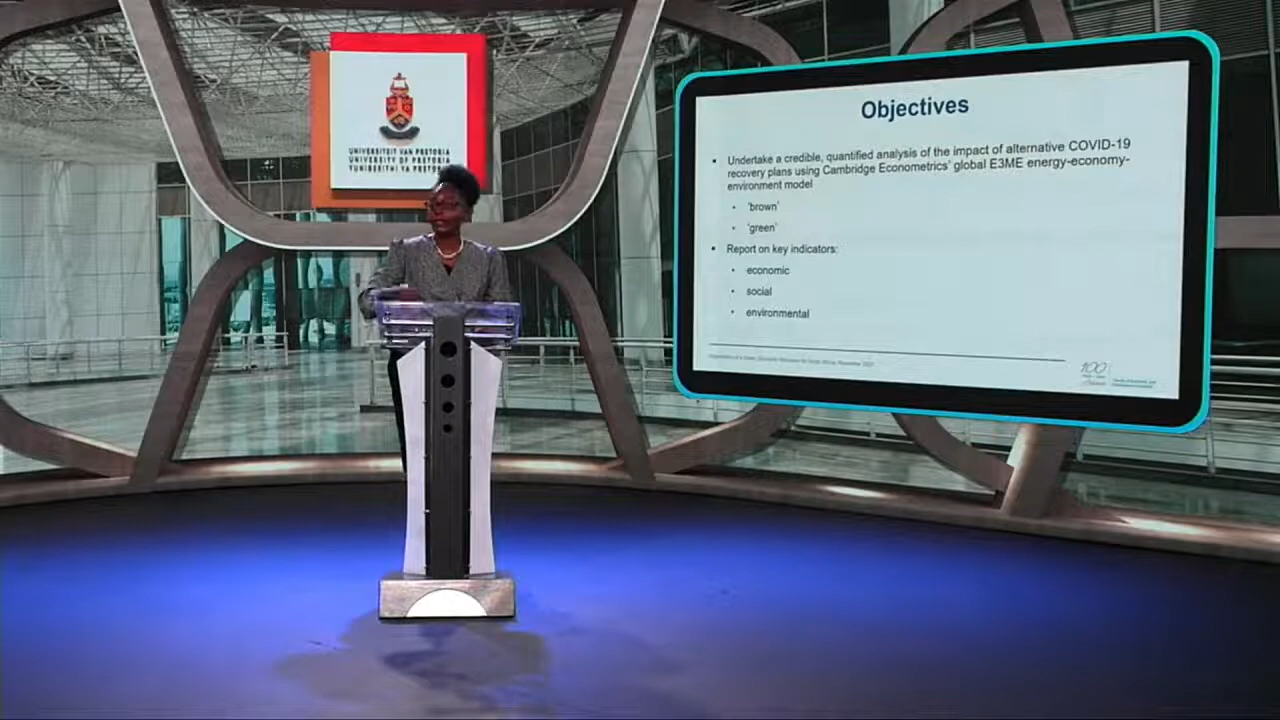 UNIVERSITEIT VAN PRETORIA
UNIVERSITY OF PRETORIA
YUNIBESITHI YA PRETORIA
Objectives
• Undertake a credible, quantified analysis of the impact of alternative COVID-19
recovery plans using Cambridge Econometrics' global E3ME energy-economy-
environment model
• 'brown'
• 'green'
• Report on key indicators:
• economic
• social
• environmental
100